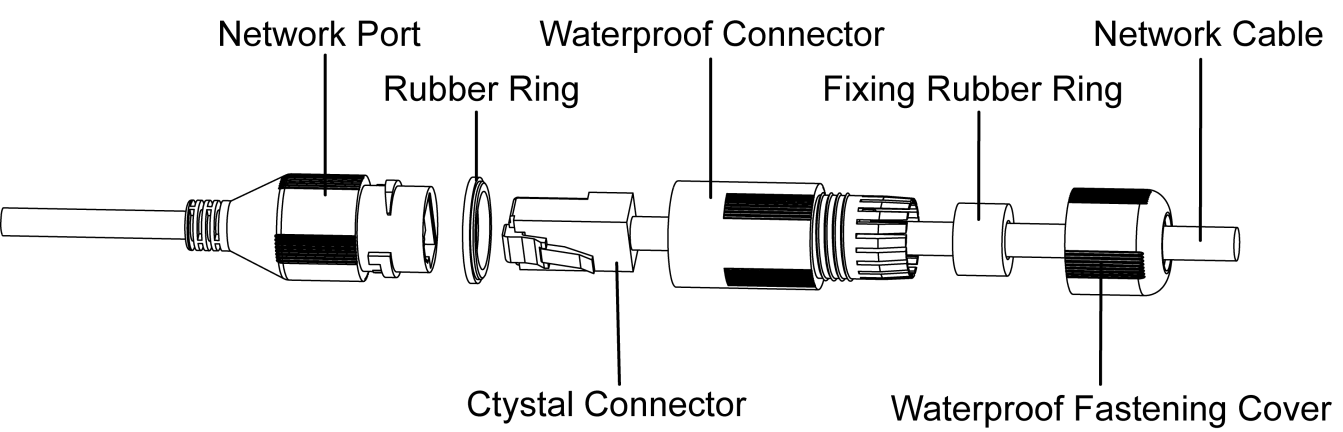 Network Port
Waterproof Connector
Network Cable
Rubber Ring
Fixing Rubber Ring
Ctystal Connector
Waterproof Fastening Cover